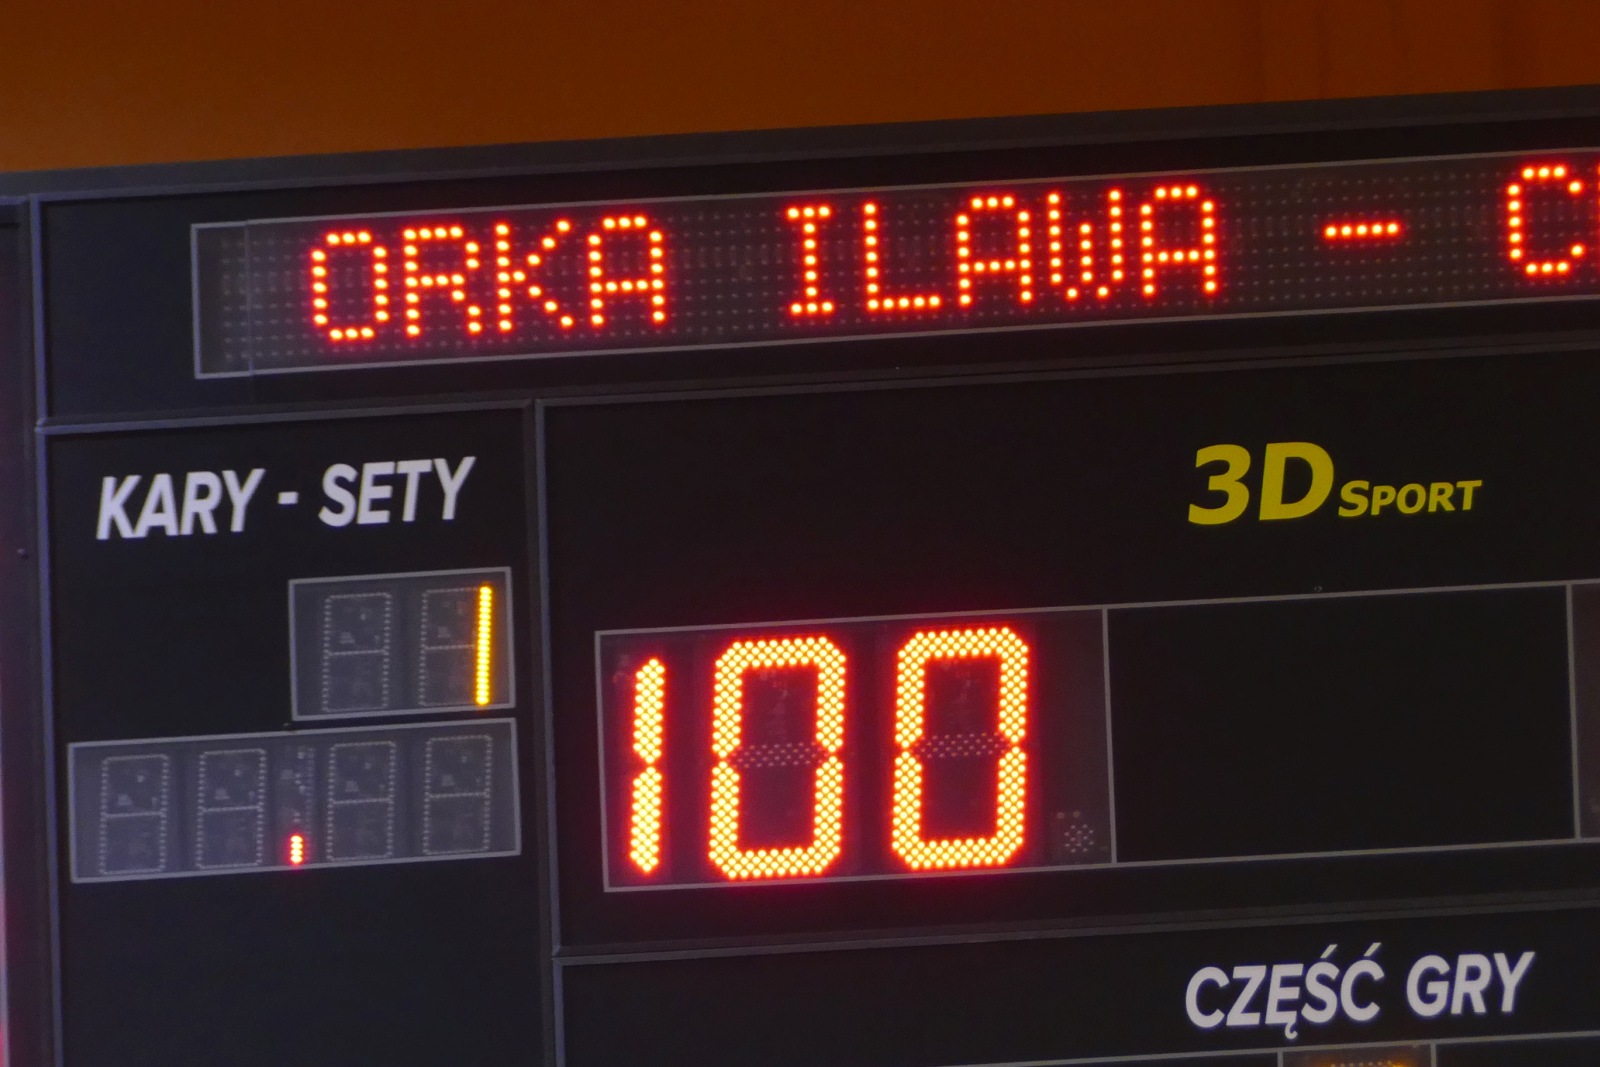 ORKA ILAWA - C
KARY - SETY
3D SPORT
1
100
CZĘŚĆ GRY